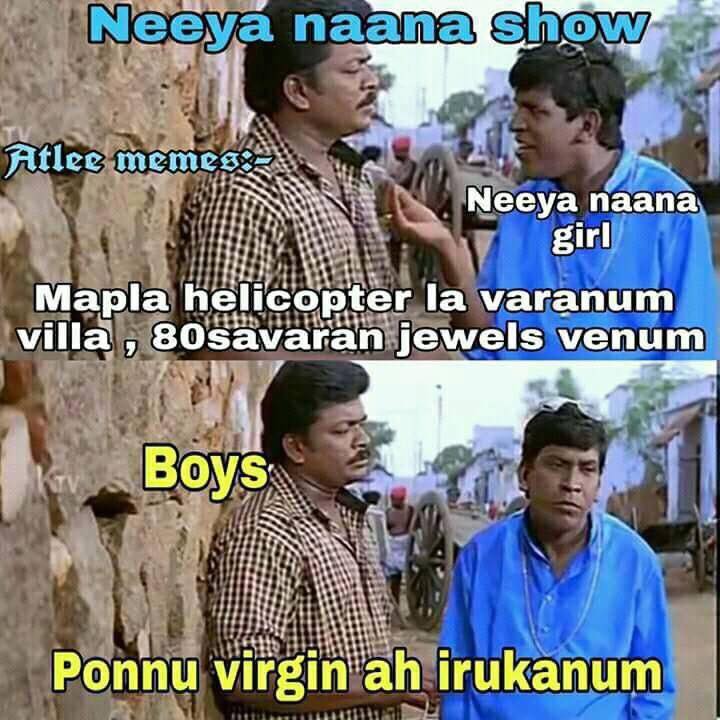 Neeya naana show
Atlee memes:-
Neeya naana
girl
Mapla helicopter la varanum
villa , 80savaran jewels venum
Boys
KTV
Ponnu virgin ah irukanum